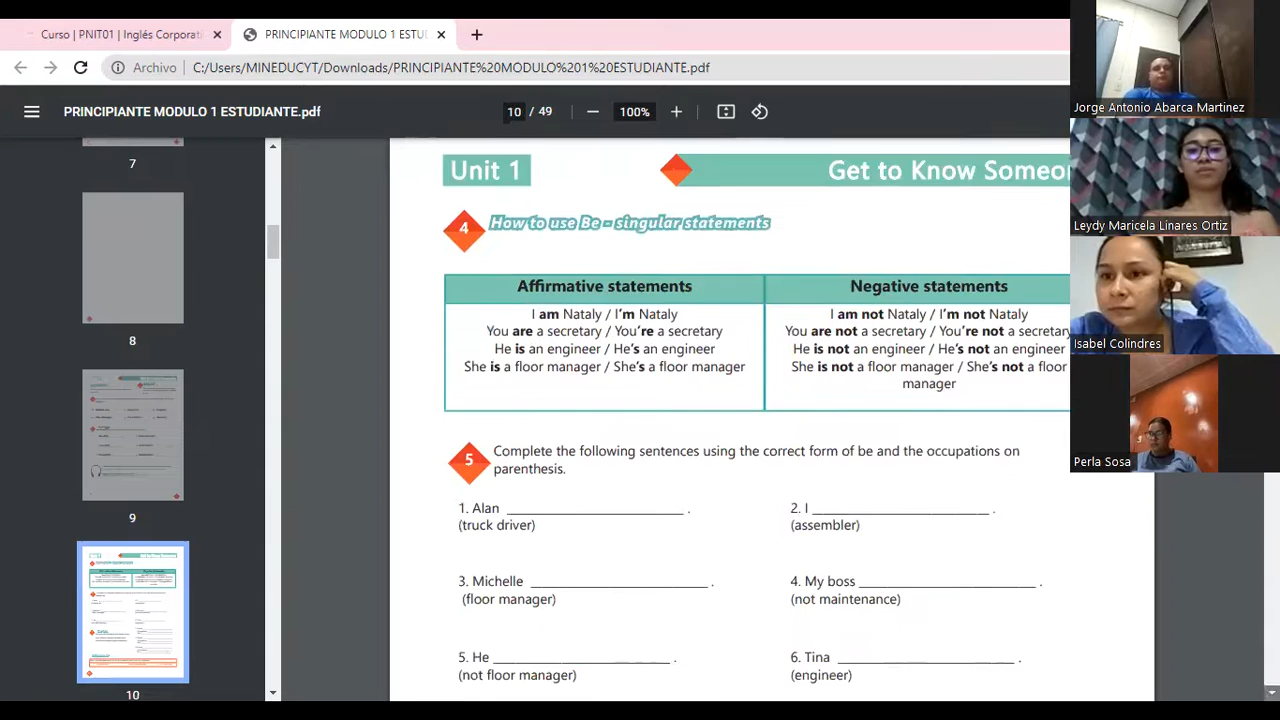 Curso | PNIT01 | Inglés Corporati
PRINCIPIANTE MODULO 1 ESTU
Archivo
C:/Users/MINEDUCYT/Downloads/PRINCIPIANTE%20MODULO%201%20ESTUDIANTE.pdf
PRINCIPIANTE MODULO 1 ESTUDIANTE.pdf
10 / 49
100%
7
8
9
10
Unit 1
Get to Know Someo
4 How to use Be - singular statements
Affirmative statements
I am Nataly / I'm Nataly
You are a secretary / You're a secretary
He is an engineer / He's an engineer
She is a floor manager / She's a floor manager
Negative statements
I am not Nataly / I'm not Nataly
You are not a secretary / You're not a secretary
He is not an engineer / He's not an engineer
She is not a floor manager / She's not a floor
manager
5 Complete the following sentences using the correct form of be and the occupations on
parenthesis.
1. Alan ______________________ .
(truck driver)
2. I ______________________ .
(assembler)
3. Michelle ______________________ .
(floor manager)
4. My boss ______________________ .
(not maintenance)
5. He ______________________ .
(not floor manager)
6. Tina ______________________ .
(engineer)
Jorge Antonio Abarca Martinez
Leydy Maricela Linares Ortiz
Isabel Colindres
Perla Sosa